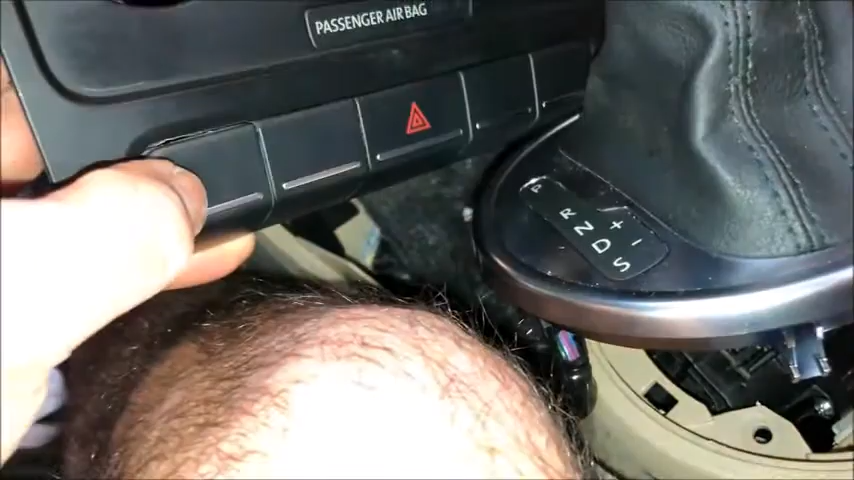 PASSENGER AIR BAG
P
R
N +
D -
S